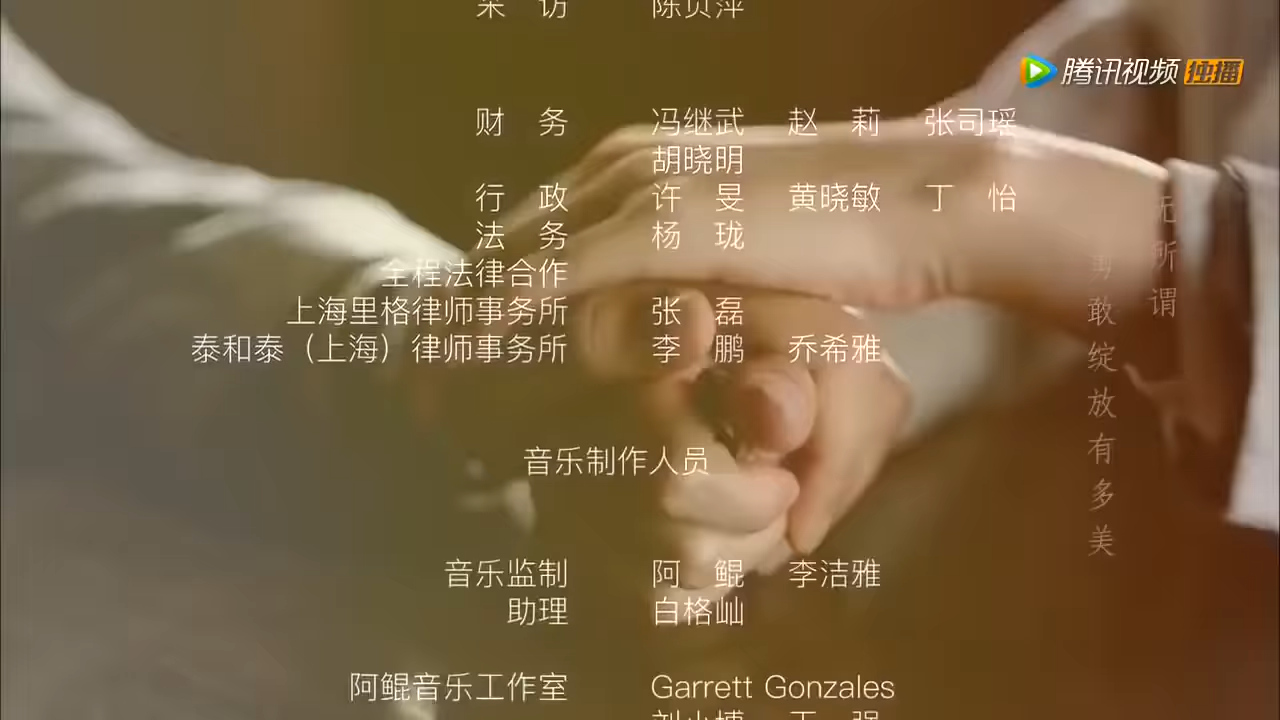 采 访 陈贝萍
腾讯视频 独播
财 务 冯继武 赵 莉 张司瑶
胡晓明
行 政 许 旻 黄晓敏 丁 怡
法 务 杨 珑
全程法律合作
上海里格律师事务所 张 磊
泰和泰（上海）律师事务所 李 鹏 乔希雅
音乐制作人员
音乐监制 阿 鲲 李洁雅
助理 白格屾
阿鲲音乐工作室 Garrett Gonzales
无所谓
勇敢绽放有多美